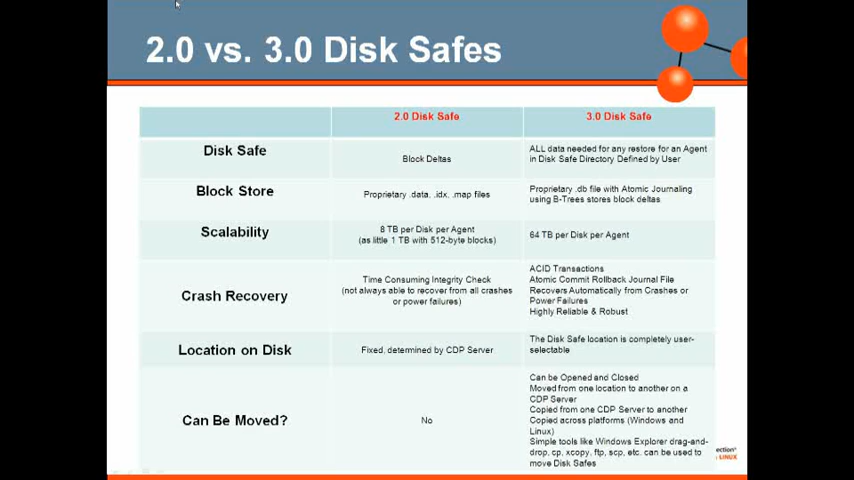 2.0 vs. 3.0 Disk Safes
2.0 Disk Safe
3.0 Disk Safe
Disk Safe
Block Deltas
ALL data needed for any restore for an Agent
in Disk Safe Directory Defined by User
Block Store
Proprietary .data, .idx, .map files
Proprietary .db file with Atomic Journaling
using B-Trees stores block deltas
Scalability
8 TB per Disk per Agent
(as little 1 TB with 512-byte blocks)
64 TB per Disk per Agent
Crash Recovery
Time Consuming Integrity Check
(not always able to recover from all crashes
or power failures)
ACID Transactions
Atomic Commit Rollback Journal File
Recovers Automatically from Crashes or
Power Failures
Highly Reliable & Robust
Location on Disk
Fixed, determined by CDP Server
The Disk Safe location is completely user-
selectable
Can Be Moved?
No
Can be Opened and Closed
Moved from one location to another on a
CDP Server
Copied from one CDP Server to another
Copied across platforms (Windows and
Linux)
Simple tools like Windows Explorer drag-and-
drop, cp, xcopy, ftp, scp, etc. can be used to
move Disk Safes
ection
LINUX